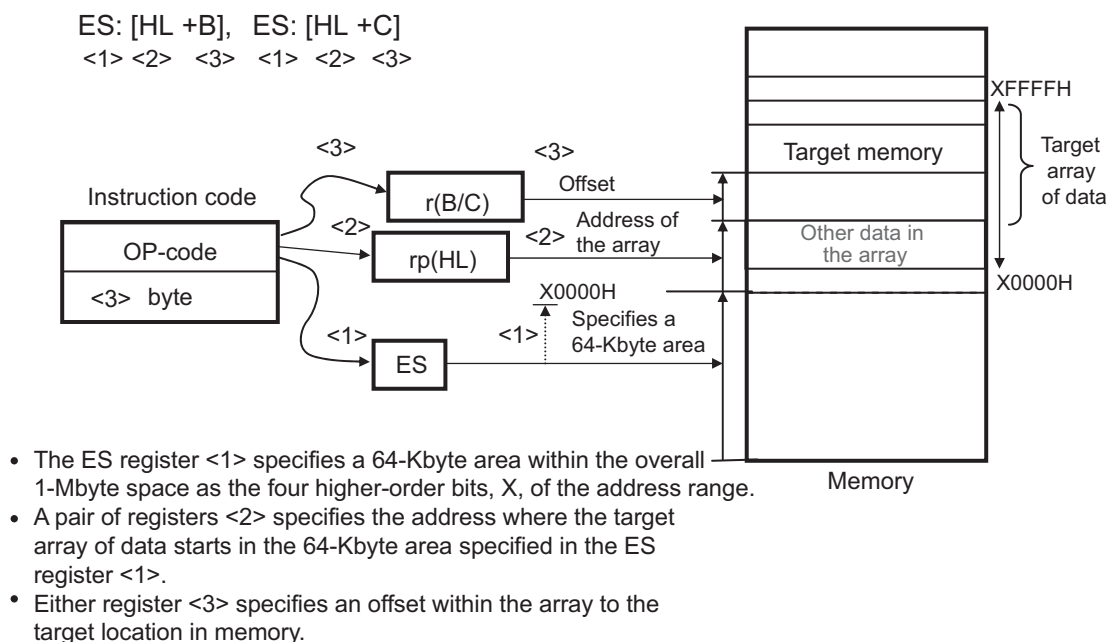 ES: [HL +B], ES: [HL +C]
<1> <2> <3> <1> <2> <3>
XFFFFH
<3>
<3>
Target memory
Target
array
of data
Instruction code
r(B/C)
Offset
OP-code
<2>
rp(HL)
<2>
Address of
the array
Other data in
the array
<3> byte
X0000H
X0000H
<1>
ES
<1>
Specifies a
64-Kbyte area
Memory
• The ES register <1> specifies a 64-Kbyte area within the overall
1-Mbyte space as the four higher-order bits, X, of the address range.
• A pair of registers <2> specifies the address where the target
array of data starts in the 64-Kbyte area specified in the ES
register <1>.
• Either register <3> specifies an offset within the array to the
target location in memory.